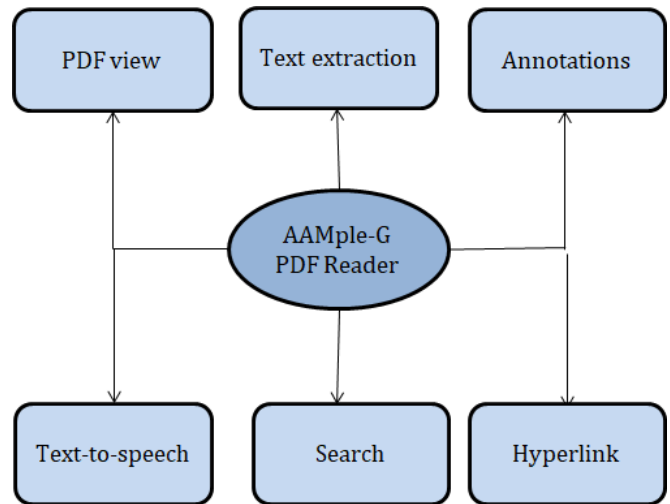 PDF view
Text extraction
Annotations
AAMple-G
PDF Reader
Text-to-speech
Search
Hyperlink